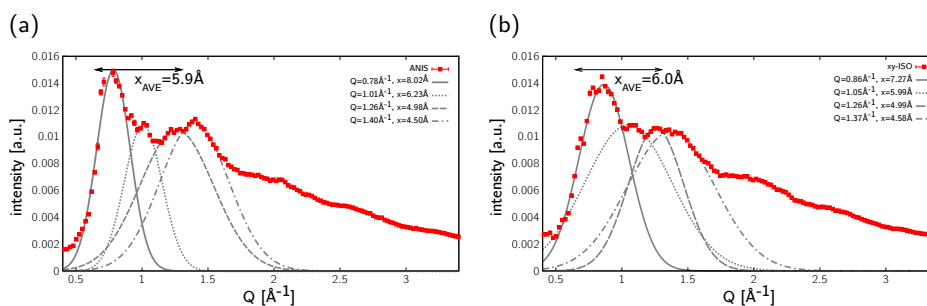 (a)
0.016
0.014
0.012
0.01
0.008
0.006
0.004
0.002
0
intensity [a.u.]
x_AVE=5.9Å
ANIS
Q=0.78Å⁻¹, x=8.02Å
Q=1.01Å⁻¹, x=6.23Å
Q=1.26Å⁻¹, x=4.98Å
Q=1.40Å⁻¹, x=4.50Å
0.5 1 1.5 2 2.5 3
Q [Å⁻¹]
(b)
0.016
0.014
0.012
0.01
0.008
0.006
0.004
0.002
0
intensity [a.u.]
x_AVE=6.0Å
xy-ISO
Q=0.86Å⁻¹, x=7.27Å
Q=1.05Å⁻¹, x=5.99Å
Q=1.26Å⁻¹, x=4.99Å
Q=1.37Å⁻¹, x=4.58Å
0.5 1 1.5 2 2.5 3
Q [Å⁻¹]